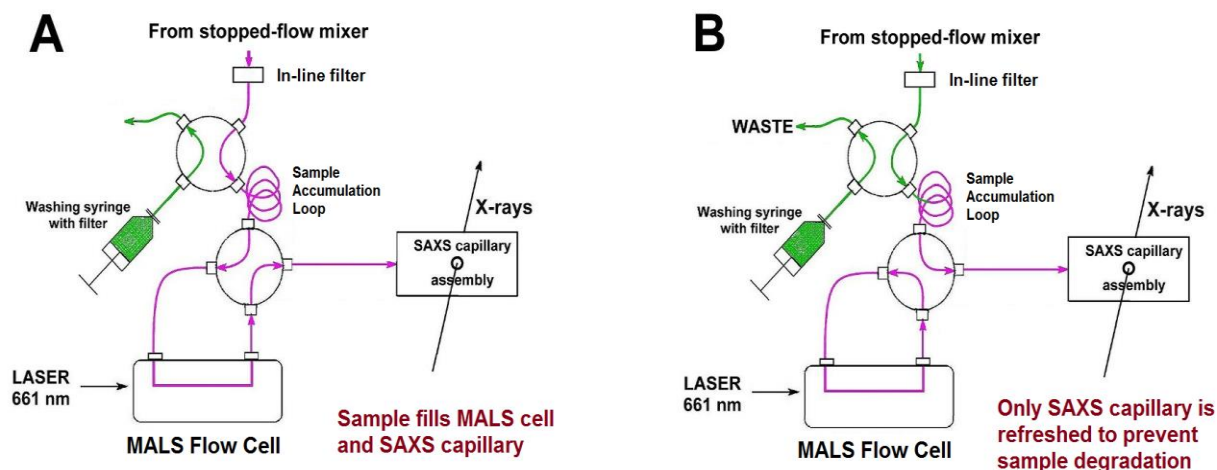 A
From stopped-flow mixer
In-line filter
Sample
Accumulation
Loop
Washing syringe
with filter
X-rays
SAXS capillary
assembly
LASER
661 nm
MALS Flow Cell
Sample fills MALS cell
and SAXS capillary
B
From stopped-flow mixer
In-line filter
WASTE
Sample
Accumulation
Loop
Washing syringe
with filter
X-rays
SAXS capillary
assembly
LASER
661 nm
MALS Flow Cell
Only SAXS capillary is
refreshed to prevent
sample degradation